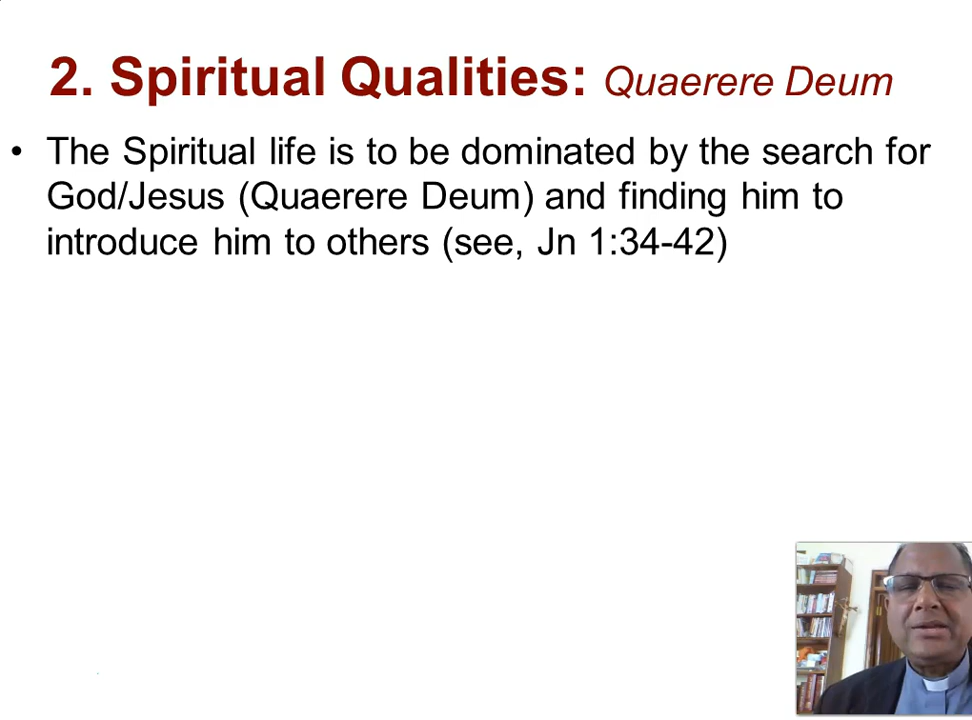 2. Spiritual Qualities: Quaerere Deum
• The Spiritual life is to be dominated by the search for
God/Jesus (Quaerere Deum) and finding him to
introduce him to others (see, Jn 1:34-42)